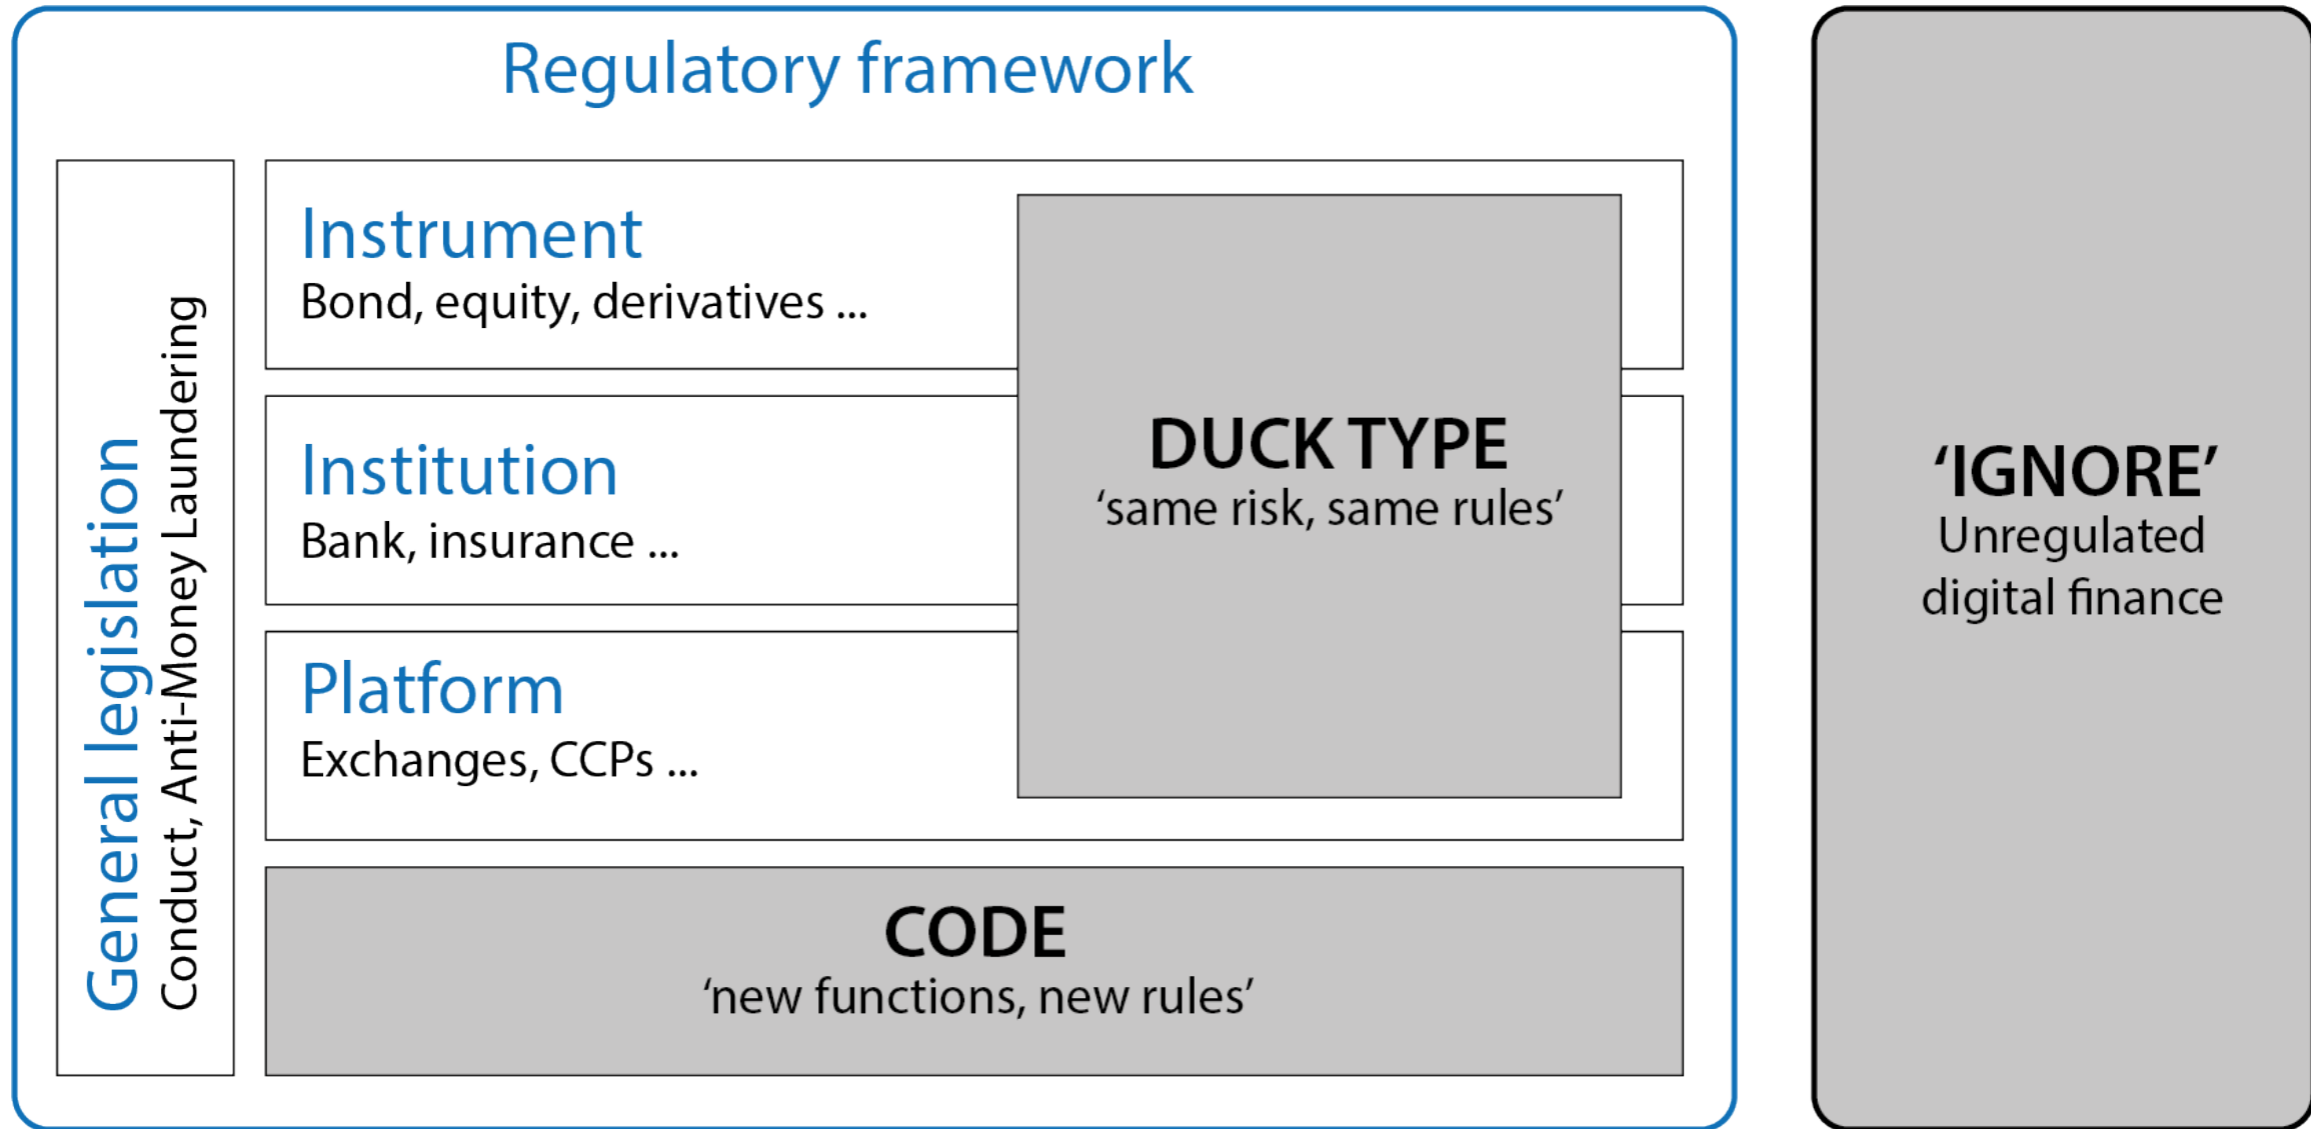 Regulatory framework
General legislation
Conduct, Anti-Money Laundering
Instrument
Bond, equity, derivatives ...
Institution
Bank, insurance ...
Platform
Exchanges, CCPs ...
DUCK TYPE
‘same risk, same rules’
CODE
‘new functions, new rules’
‘IGNORE’
Unregulated
digital finance